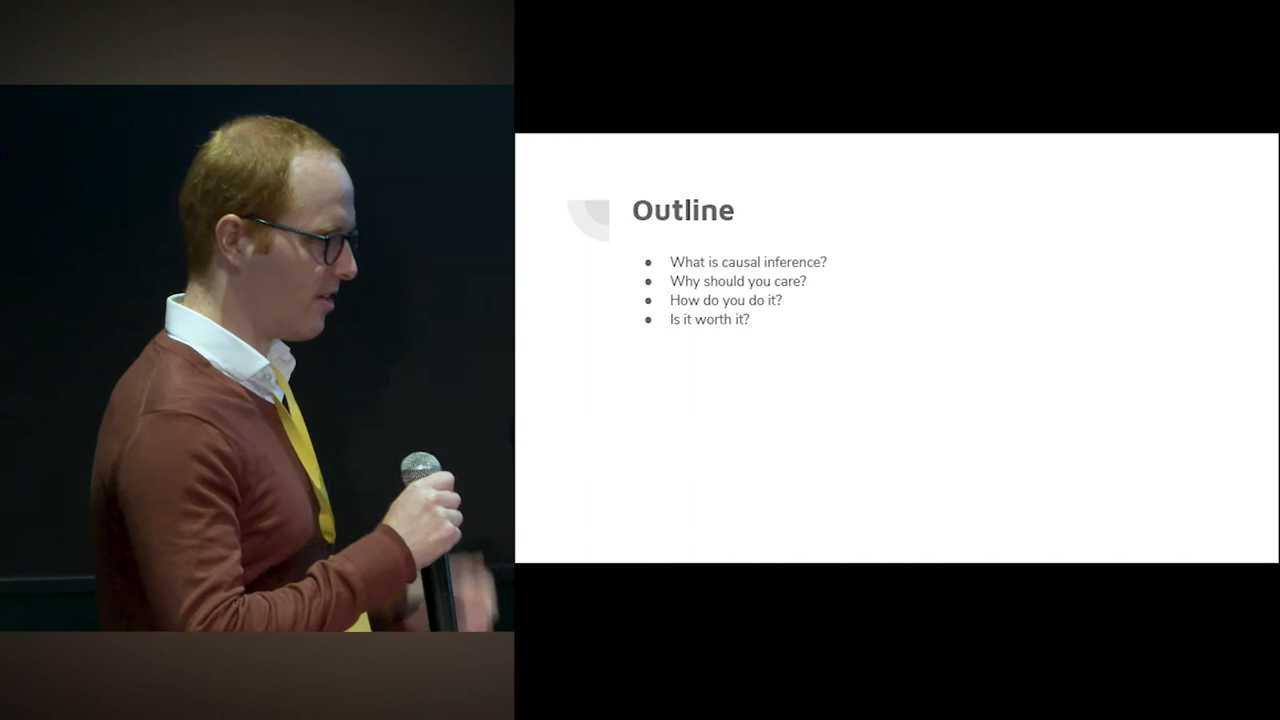 Outline
● What is causal inference?
● Why should you care?
● How do you do it?
● Is it worth it?